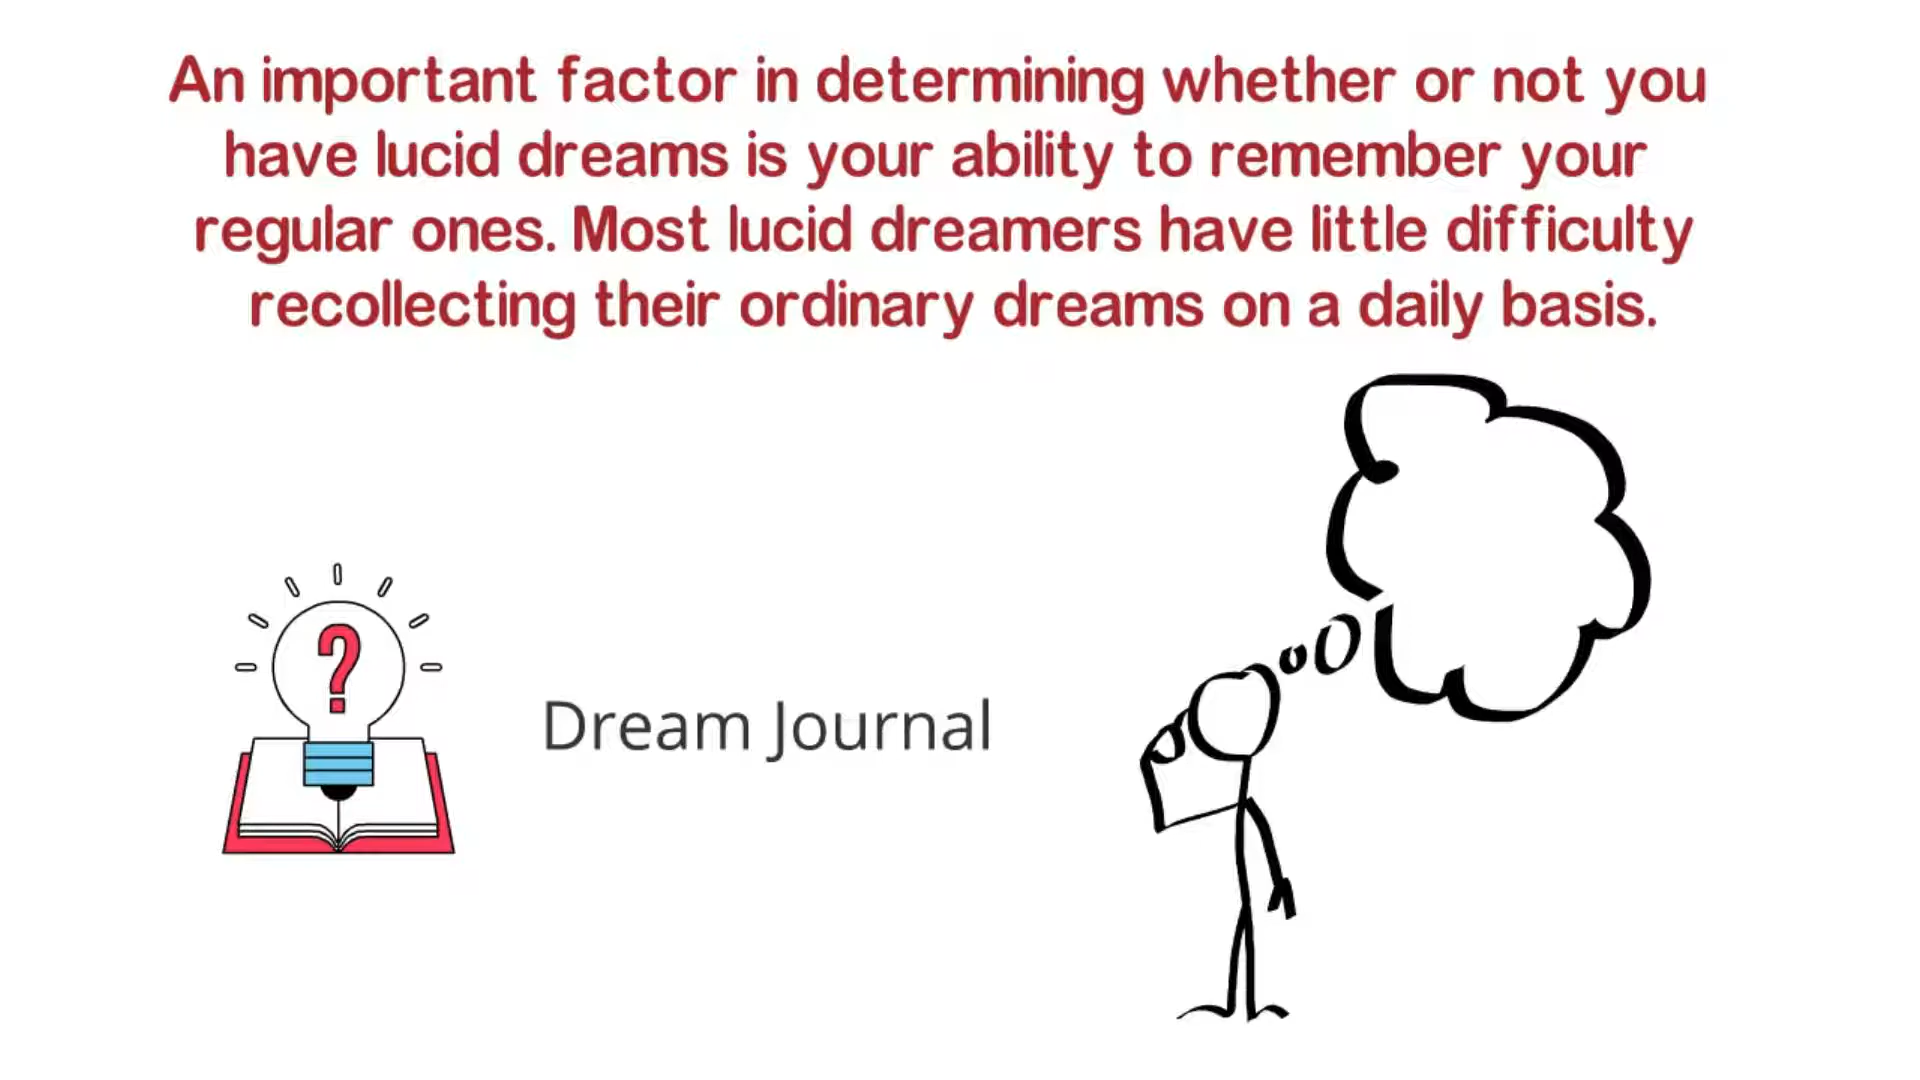 An important factor in determining whether or not you
have lucid dreams is your ability to remember your
regular ones. Most lucid dreamers have little difficulty
recollecting their ordinary dreams on a daily basis.
?
Dream Journal